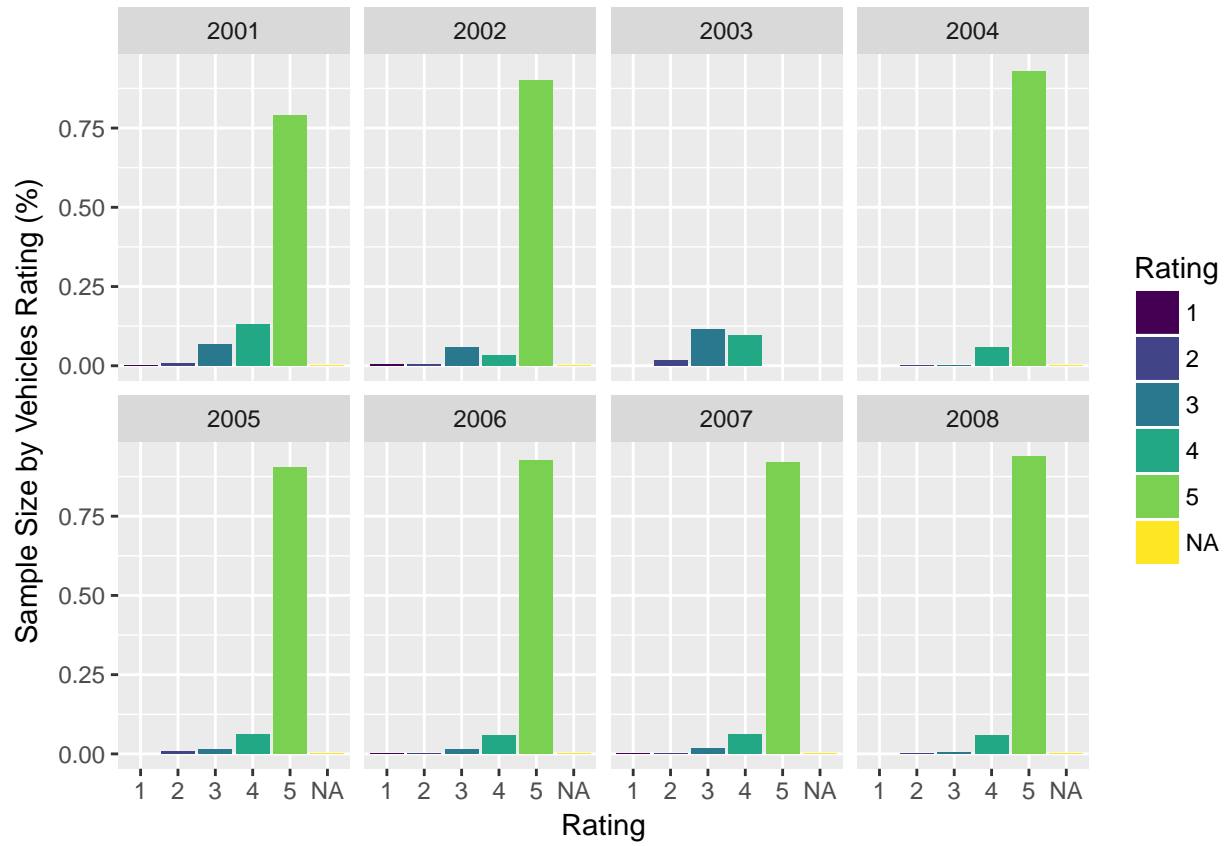 2001 2002 2003 2004
0.75
0.50
0.25
0.00
2005 2006 2007 2008
0.75
0.50
0.25
0.00
1 2 3 4 5 NA 1 2 3 4 5 NA 1 2 3 4 5 NA 1 2 3 4 5 NA
Rating
Sample Size by Vehicles Rating (%)
Rating
1
2
3
4
5
NA